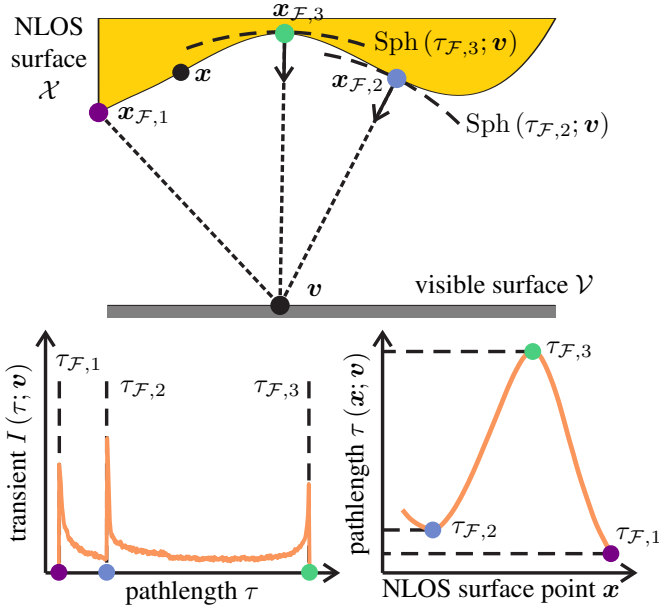 NLOS
surface
𝒳
x_{ℱ,3}
Sph (τ_{ℱ,3}; v)
x
x_{ℱ,2}
x_{ℱ,1}
Sph (τ_{ℱ,2}; v)
v
visible surface 𝒱
transient I (τ; v)
τ_{ℱ,1}
τ_{ℱ,2}
τ_{ℱ,3}
pathlength τ
pathlength τ (x; v)
τ_{ℱ,3}
τ_{ℱ,2}
τ_{ℱ,1}
NLOS surface point x